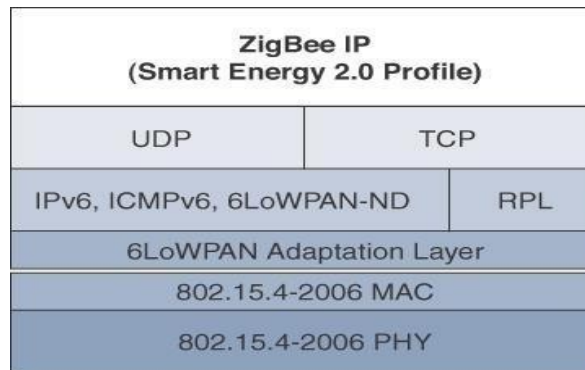 ZigBee IP
(Smart Energy 2.0 Profile)
UDP
TCP
IPv6, ICMPv6, 6LoWPAN-ND
RPL
6LoWPAN Adaptation Layer
802.15.4-2006 MAC
802.15.4-2006 PHY